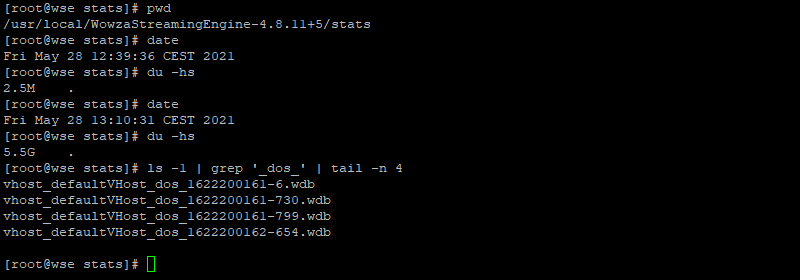 [root@wse stats]# pwd
/usr/local/WowzaStreamingEngine-4.8.11+5/stats
[root@wse stats]# date
Fri May 28 12:39:36 CEST 2021
[root@wse stats]# du -hs
2.5M    .
[root@wse stats]# date
Fri May 28 13:10:31 CEST 2021
[root@wse stats]# du -hs
5.5G    .
[root@wse stats]# ls -l | grep '_dos_' | tail -n 4
vhost_defaultVHost_dos_1622200161-6.wdb
vhost_defaultVHost_dos_1622200161-730.wdb
vhost_defaultVHost_dos_1622200161-799.wdb
vhost_defaultVHost_dos_1622200162-654.wdb
[root@wse stats]#